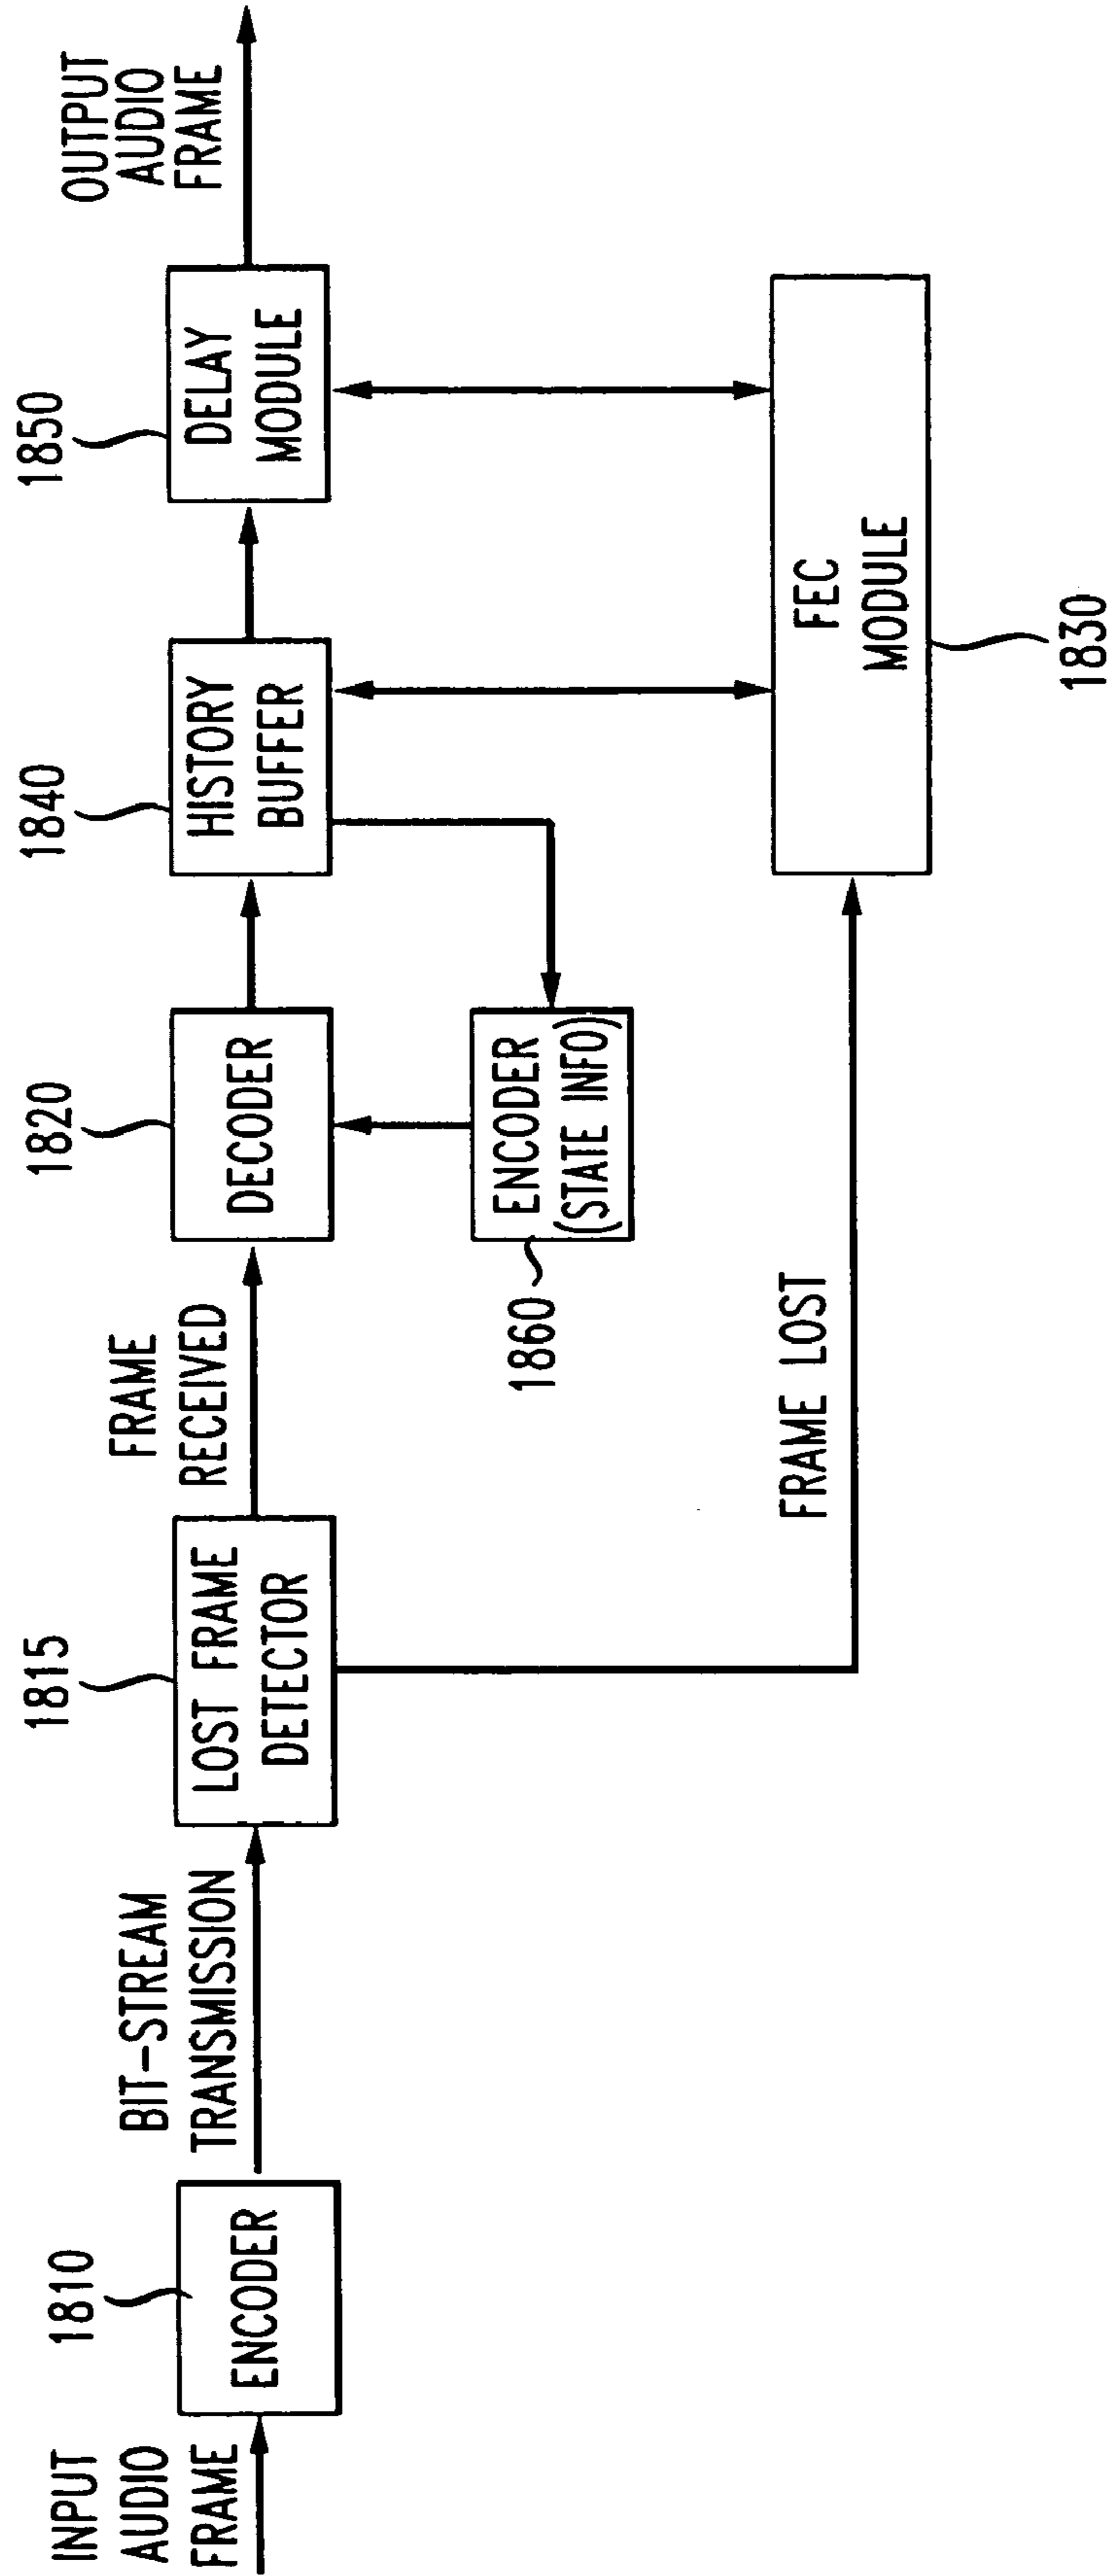 INPUT
AUDIO
FRAME
1810
ENCODER
BIT-STREAM
TRANSMISSION
1815
LOST FRAME
DETECTOR
FRAME
RECEIVED
1820
DECODER
1840
HISTORY
BUFFER
1850
DELAY
MODULE
OUTPUT
AUDIO
FRAME
1860
ENCODER
(STATE INFO)
FRAME LOST
FEC
MODULE
1830